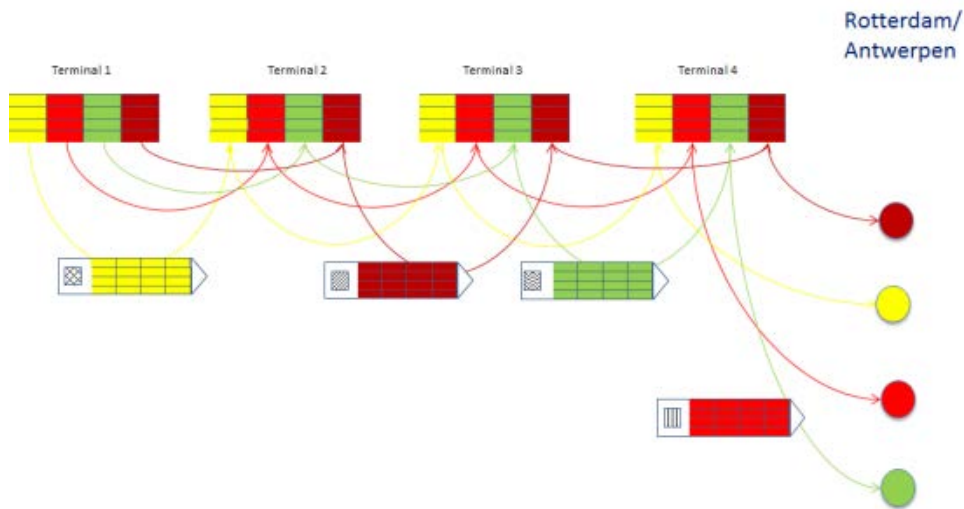 Rotterdam/
Antwerpen
Terminal 1
Terminal 2
Terminal 3
Terminal 4